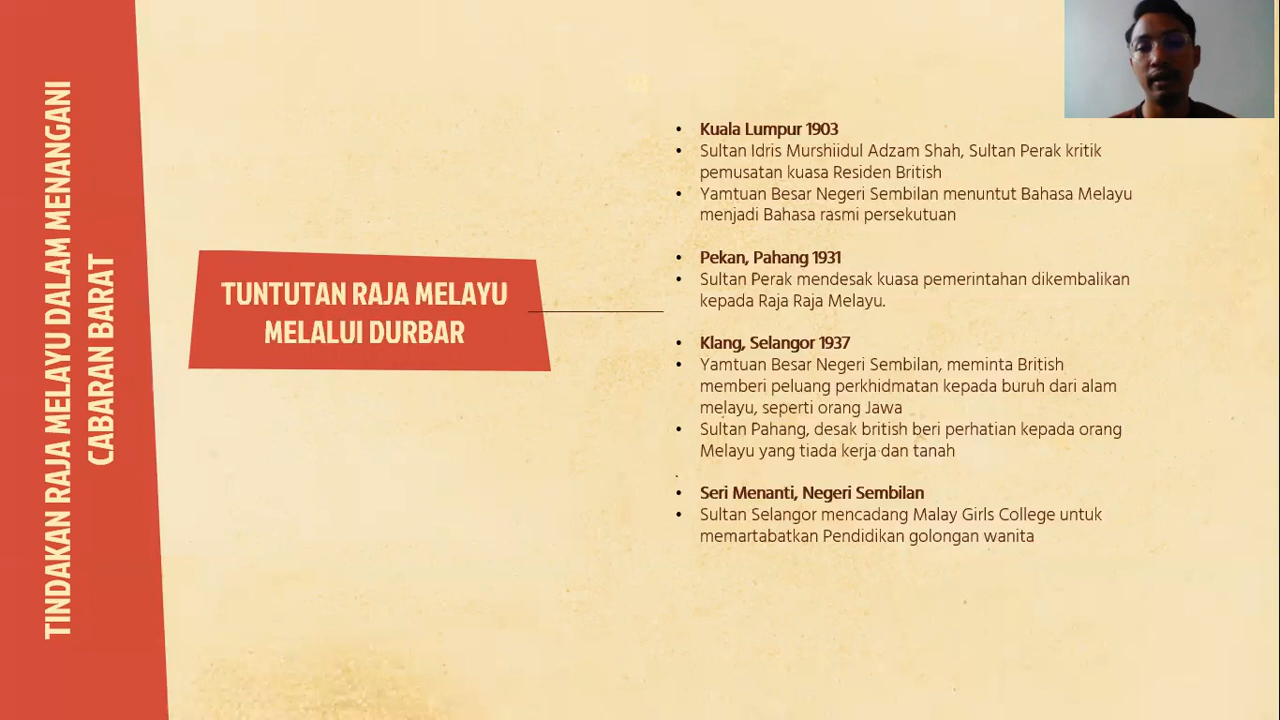 TINDAKAN RAJA MELAYU DALAM MENANGANI
CABARAN BARAT
TUNTUTAN RAJA MELAYU
MELALUI DURBAR
• Kuala Lumpur 1903
• Sultan Idris Murshiidul Adzam Shah, Sultan Perak kritik
pemusatan kuasa Residen British
• Yamtuan Besar Negeri Sembilan menuntut Bahasa Melayu
menjadi Bahasa rasmi persekutuan
• Pekan, Pahang 1931
• Sultan Perak mendesak kuasa pemerintahan dikembalikan
kepada Raja Raja Melayu.
• Klang, Selangor 1937
• Yamtuan Besar Negeri Sembilan, meminta British
memberi peluang perkhidmatan kepada buruh dari alam
melayu, seperti orang Jawa
• Sultan Pahang, desak british beri perhatian kepada orang
Melayu yang tiada kerja dan tanah
.
• Seri Menanti, Negeri Sembilan
• Sultan Selangor mencadang Malay Girls College untuk
memartabatkan Pendidikan golongan wanita